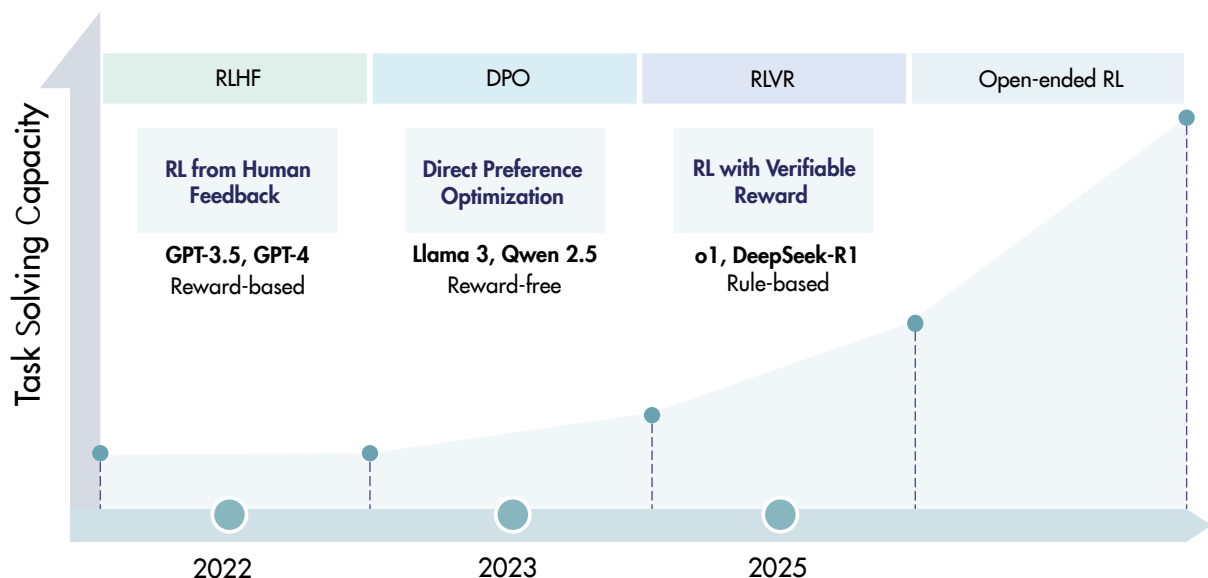 Task Solving Capacity
RLHF
DPO
RLVR
Open-ended RL
RL from Human
Feedback
GPT-3.5, GPT-4
Reward-based
Direct Preference
Optimization
Llama 3, Qwen 2.5
Reward-free
RL with Verifiable
Reward
o1, DeepSeek-R1
Rule-based
2022
2023
2025